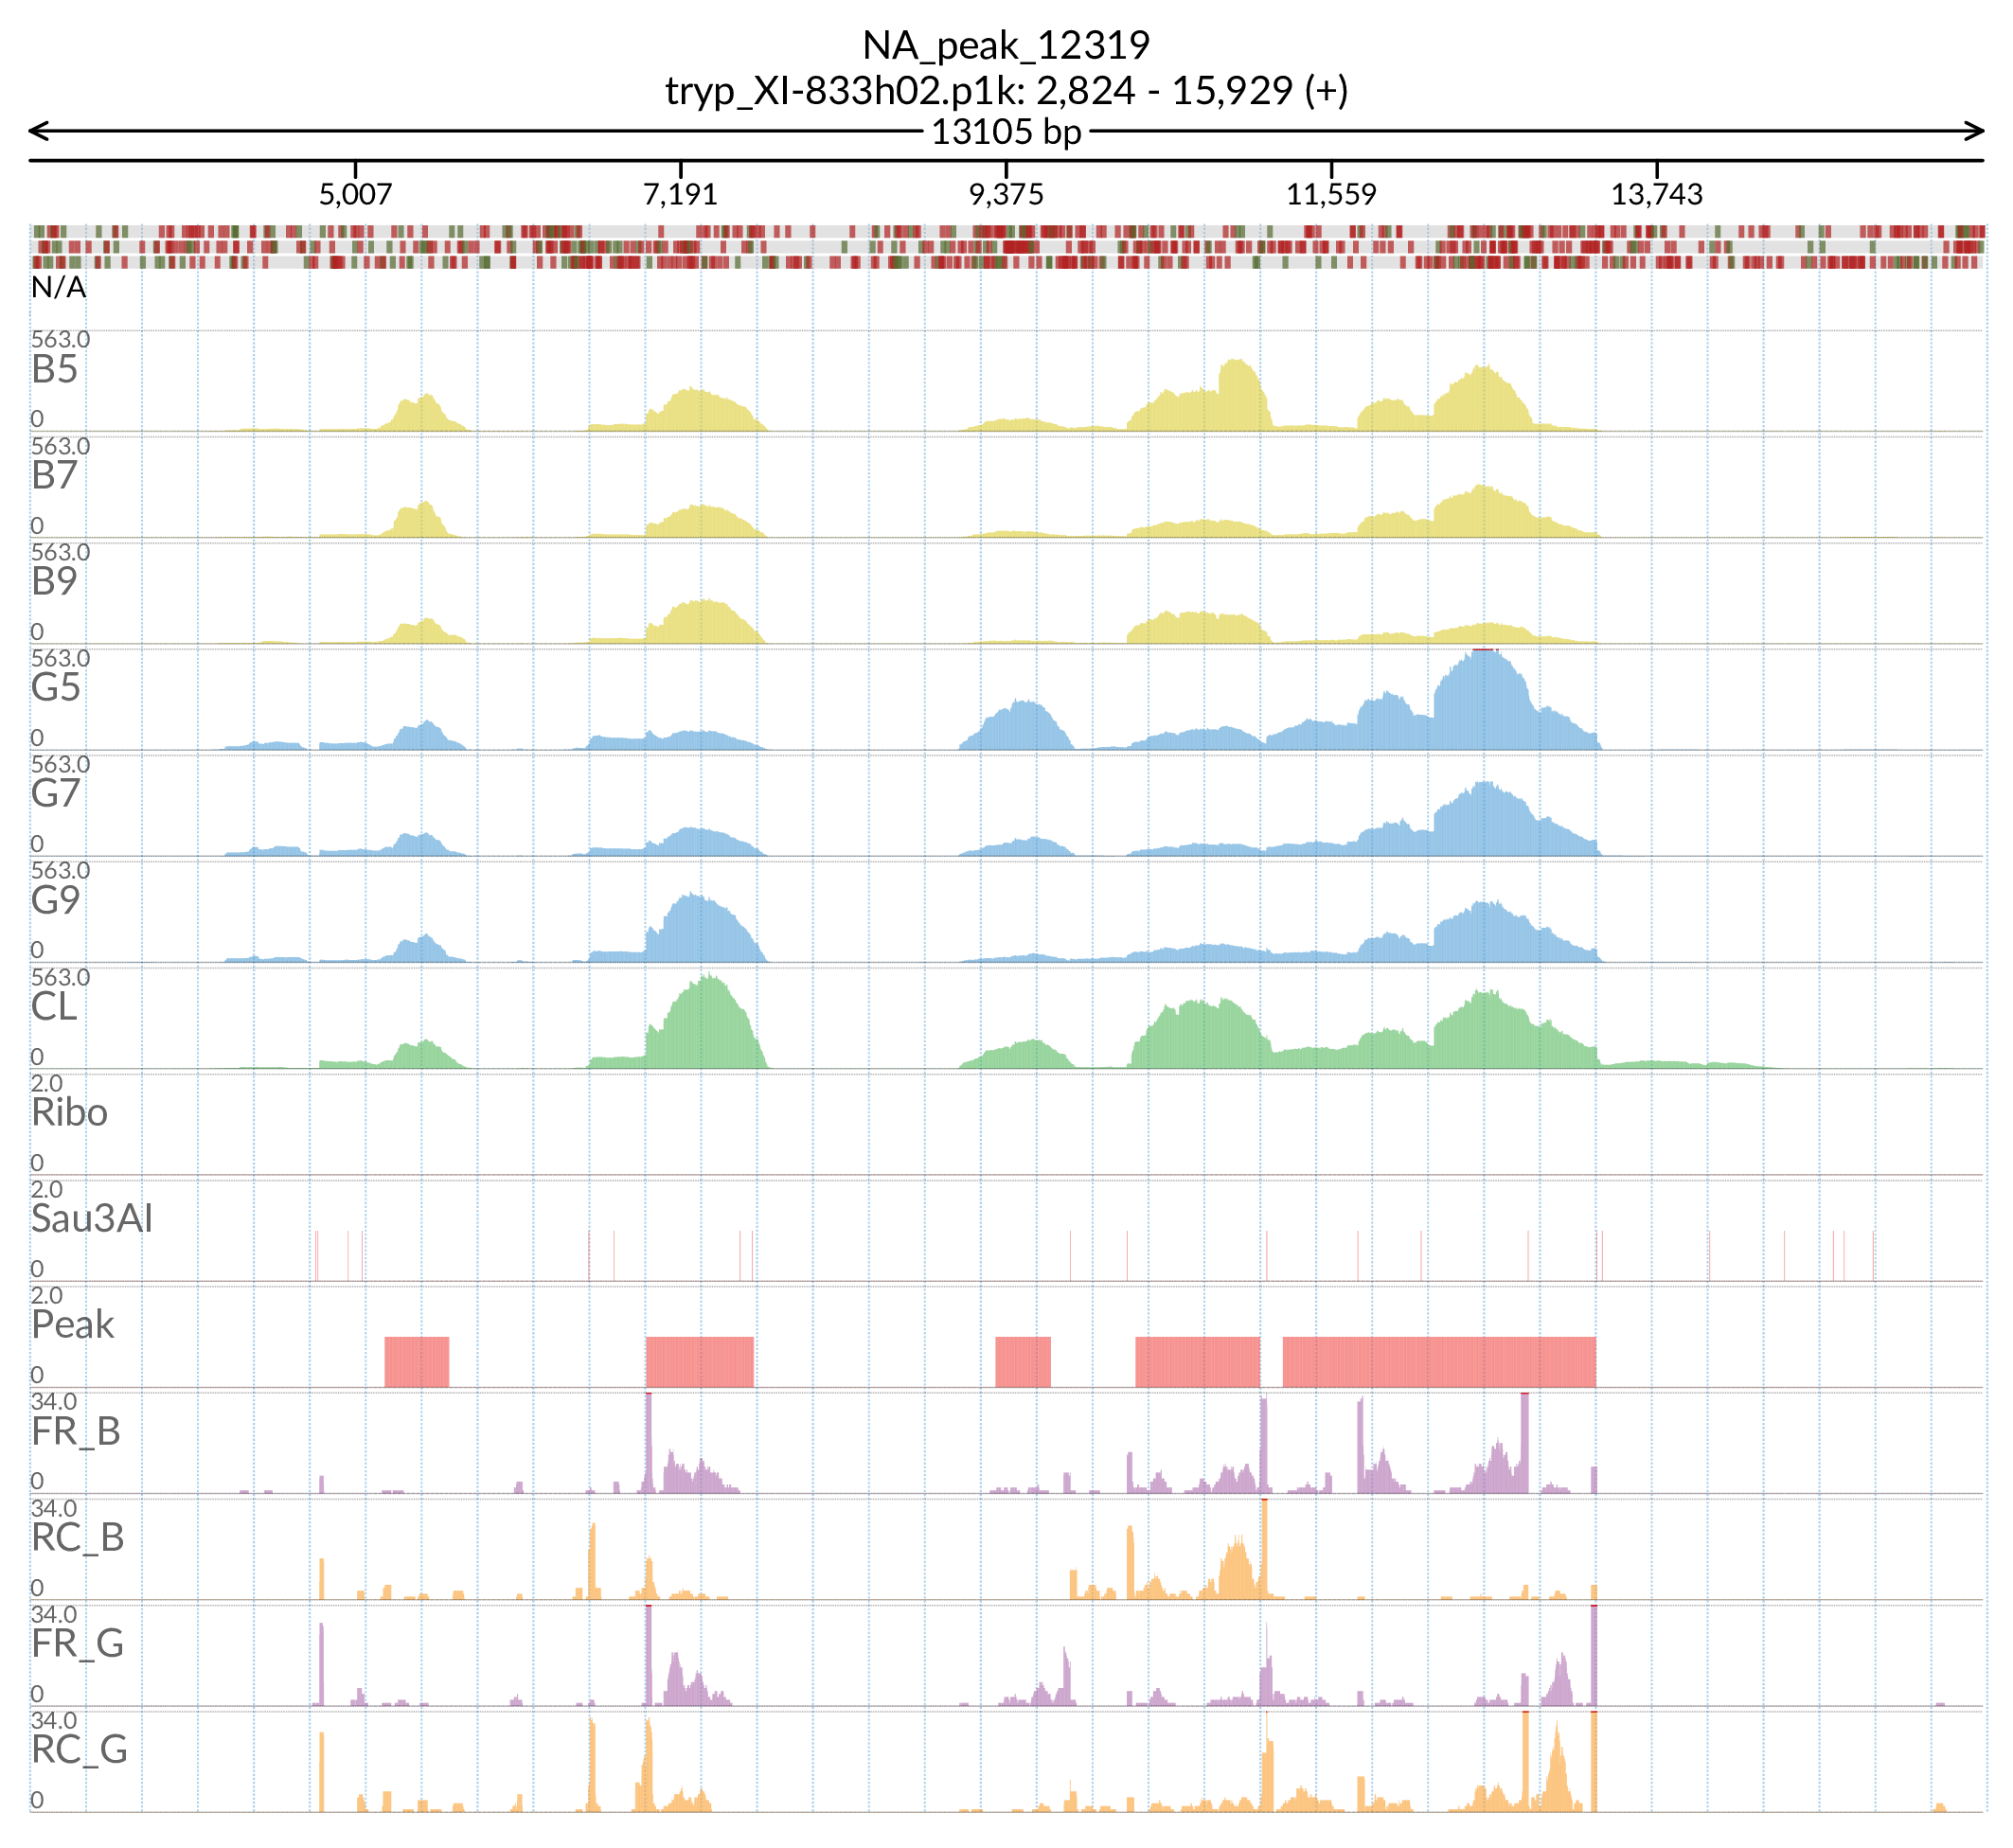 NA_peak_12319
tryp_XI-833h02.p1k: 2,824 - 15,929 (+)
13105 bp
5,007 7,191 9,375 11,559 13,743
N/A
563.0
B5
0
563.0
B7
0
563.0
B9
0
563.0
G5
0
563.0
G7
0
563.0
G9
0
563.0
CL
0
2.0
Ribo
0
2.0
Sau3AI
0
2.0
Peak
0
34.0
FR_B
0
34.0
RC_B
0
34.0
FR_G
0
34.0
RC_G
0